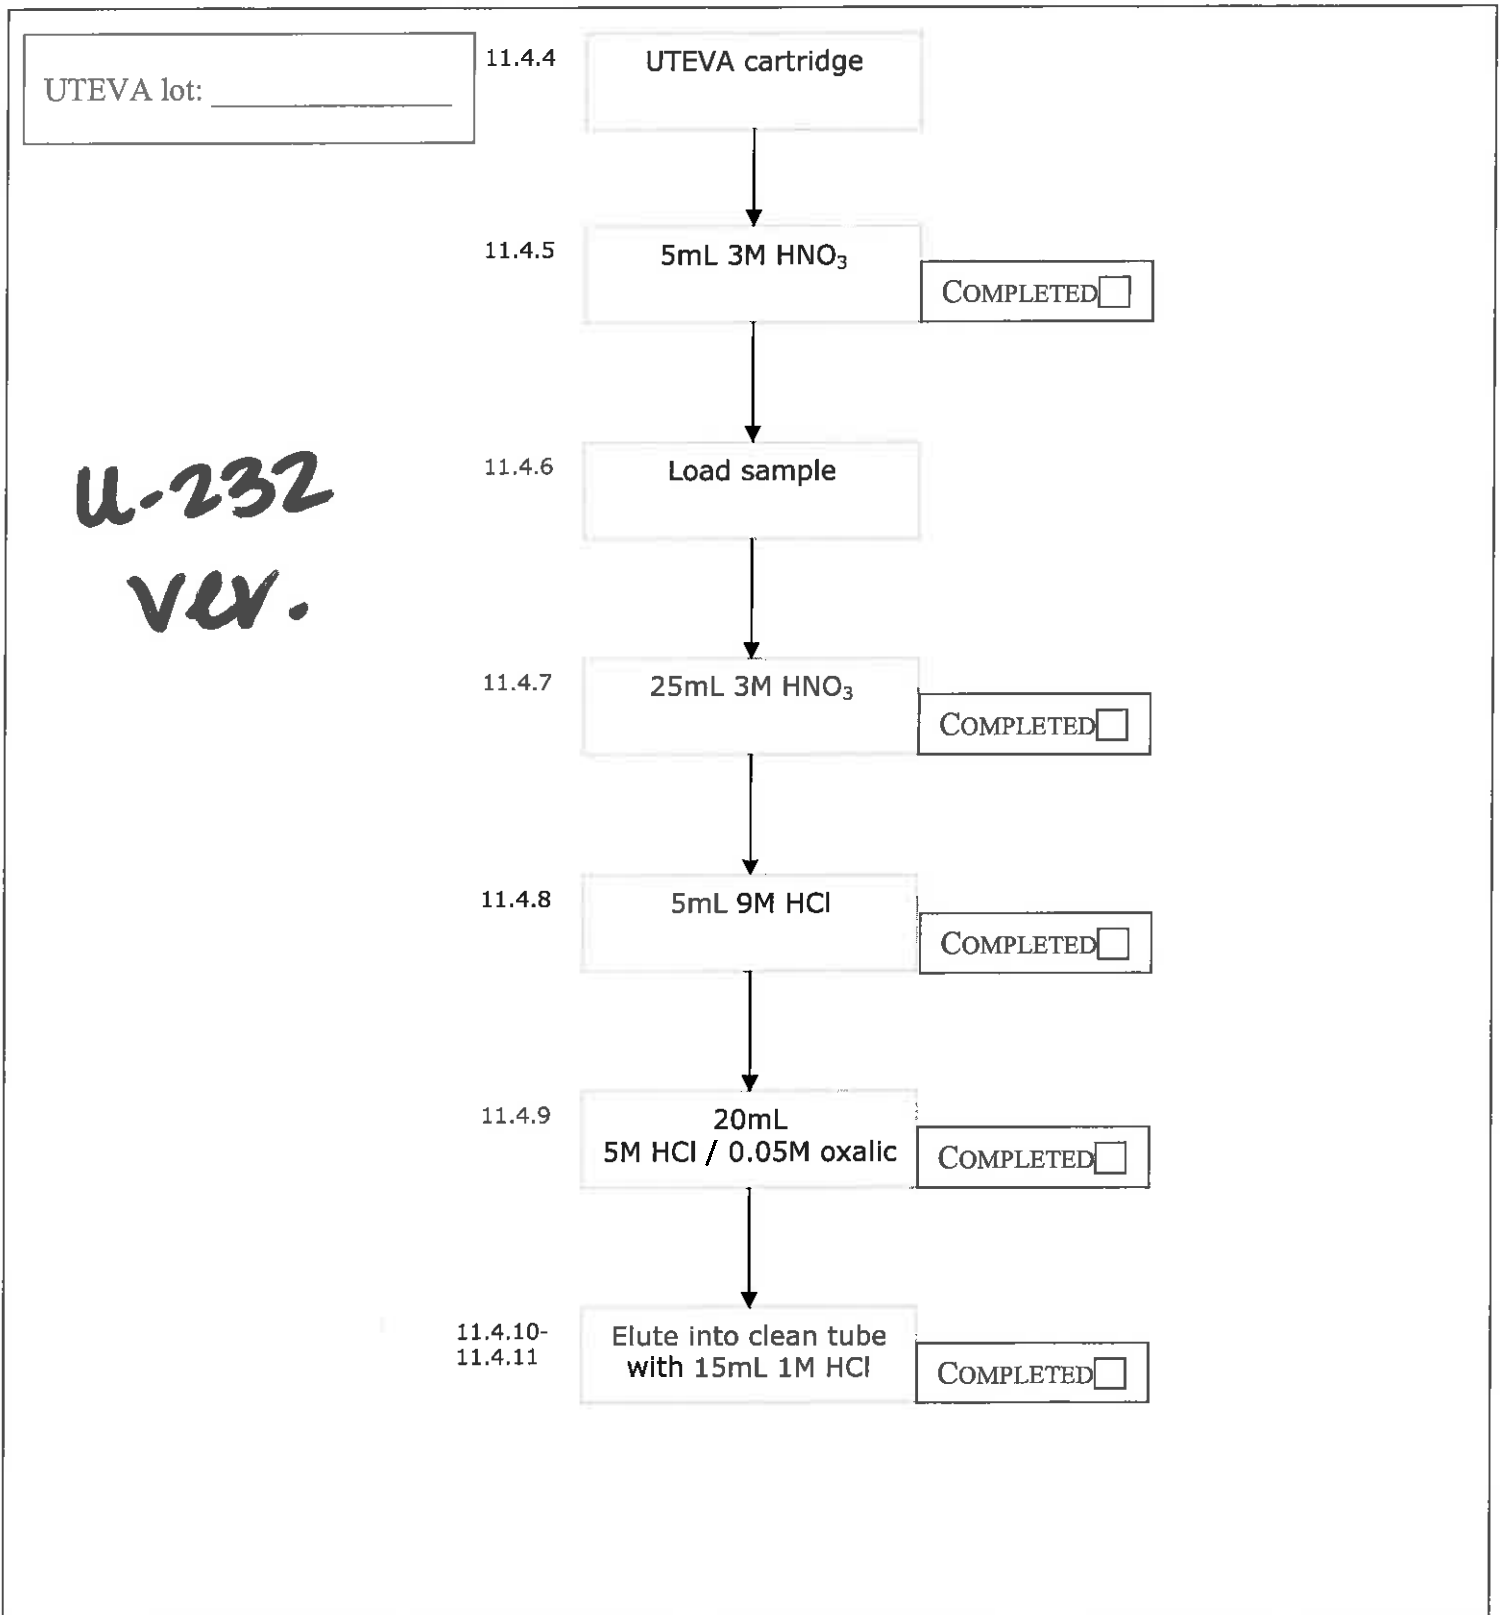 UTEVA lot:
11.4.4
UTEVA cartridge
11.4.5
5mL 3M HNO₃
COMPLETED
11.4.6
Load sample
U-232
ver.
11.4.7
25mL 3M HNO₃
COMPLETED
11.4.8
5mL 9M HCl
COMPLETED
11.4.9
20mL
5M HCl / 0.05M oxalic
COMPLETED
11.4.10-
11.4.11
Elute into clean tube
with 15mL 1M HCl
COMPLETED